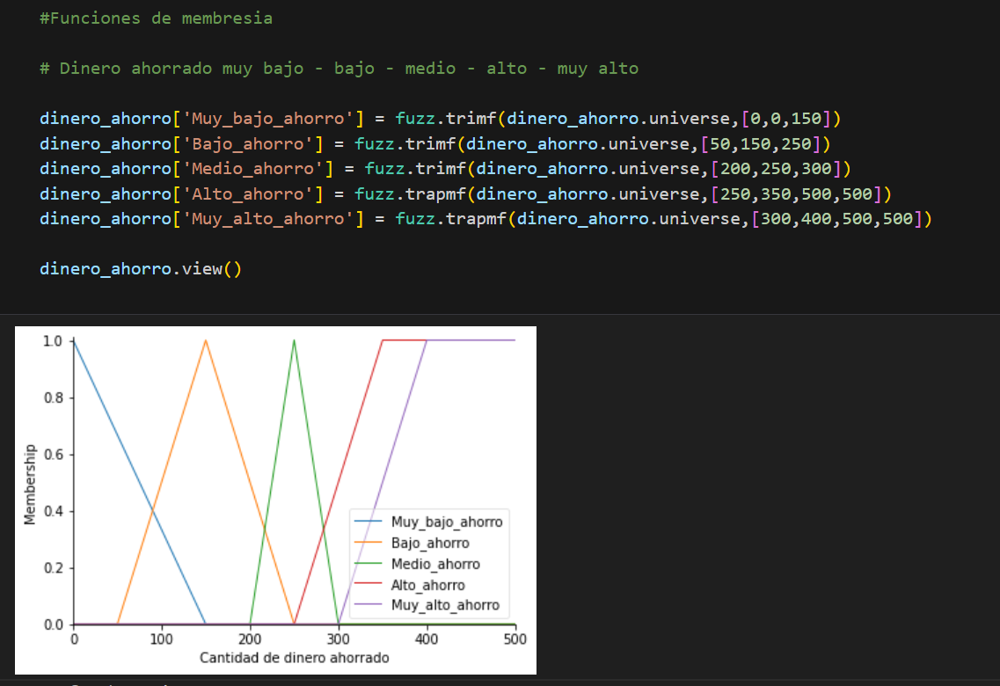 #Funciones de membresia
# Dinero ahorrado muy bajo - bajo - medio - alto - muy alto
dinero_ahorro['Muy_bajo_ahorro'] = fuzz.trimf(dinero_ahorro.universe,[0,0,150])
dinero_ahorro['Bajo_ahorro'] = fuzz.trimf(dinero_ahorro.universe,[50,150,250])
dinero_ahorro['Medio_ahorro'] = fuzz.trimf(dinero_ahorro.universe,[200,250,300])
dinero_ahorro['Alto_ahorro'] = fuzz.trapmf(dinero_ahorro.universe,[250,350,500,500])
dinero_ahorro['Muy_alto_ahorro'] = fuzz.trapmf(dinero_ahorro.universe,[300,400,500,500])
dinero_ahorro.view()
1.0
0.8
0.6
0.4
0.2
0.0
Membership
Muy_bajo_ahorro
Bajo_ahorro
Medio_ahorro
Alto_ahorro
Muy_alto_ahorro
0 100 200 300 400 500
Cantidad de dinero ahorrado